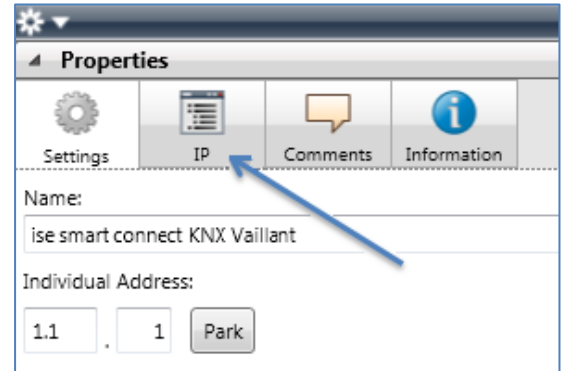 Properties
Settings IP Comments Information
Name:
ise smart connect KNX Vaillant
Individual Address:
1.1 . 1 Park